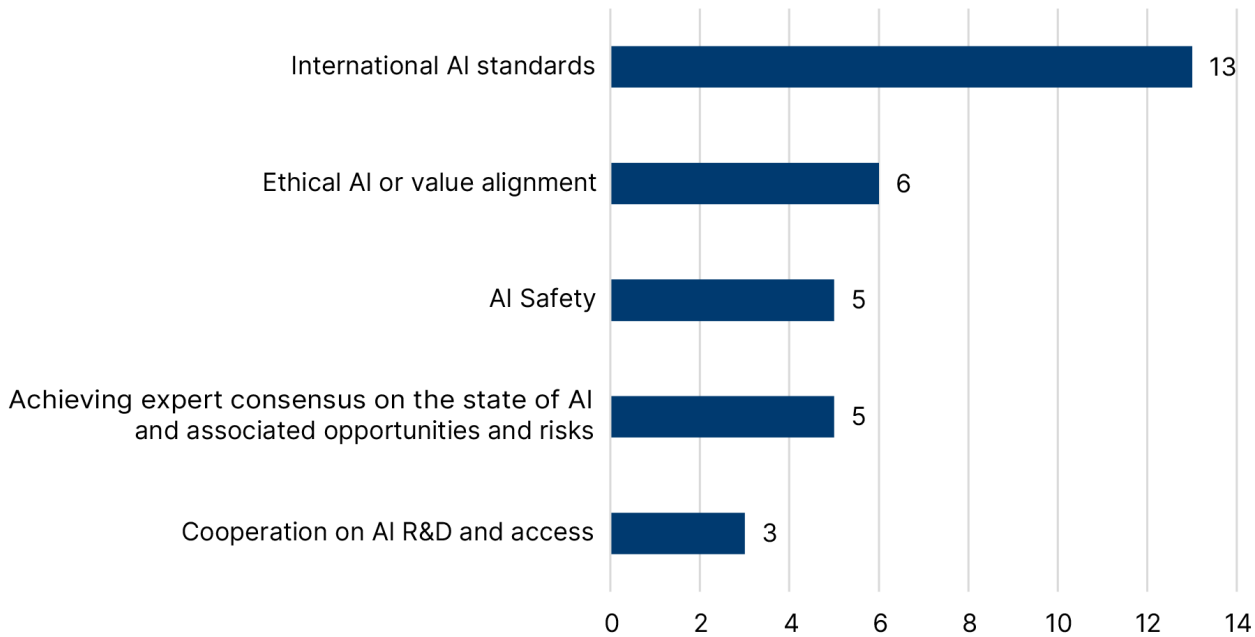 International AI standards 13
Ethical AI or value alignment 6
AI Safety 5
Achieving expert consensus on the state of AI
and associated opportunities and risks 5
Cooperation on AI R&D and access 3
0 2 4 6 8 10 12 14